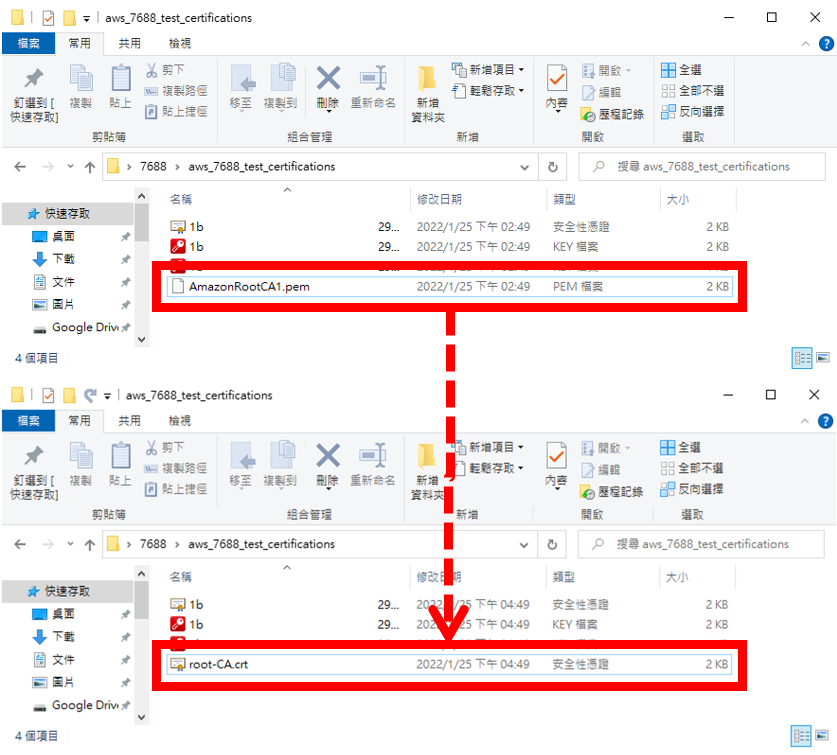 aws_7688_test_certifications
檔案 常用 共用 檢視
釘選到 [快速存取] 複製 貼上 剪下 複製路徑 貼上捷徑 移至 複製到 刪除 重新命名 新增資料夾 新增項目 輕鬆存取 內容 開啟 編輯 歷程記錄 全選 全部不選 反向選擇
剪貼簿 組合管理 新增 開啟 選取
7688 › aws_7688_test_certifications 搜尋 aws_7688_test_certifications
名稱 修改日期 類型 大小
快速存取
桌面
下載
文件
圖片
Google Drive
1b 29... 2022/1/25 下午 02:49 安全性憑證 2 KB
1b 29... 2022/1/25 下午 02:49 KEY 檔案 2 KB
AmazonRootCA1.pem 2022/1/25 下午 02:49 PEM 檔案 2 KB
4 個項目
aws_7688_test_certifications
檔案 常用 共用 檢視
釘選到 [快速存取] 複製 貼上 剪下 複製路徑 貼上捷徑 移至 複製到 刪除 重新命名 新增資料夾 新增項目 輕鬆存取 內容 開啟 編輯 歷程記錄 全選 全部不選 反向選擇
剪貼簿 組合管理 新增 開啟 選取
7688 › aws_7688_test_certifications 搜尋 aws_7688_test_certifications
名稱 修改日期 類型 大小
快速存取
桌面
下載
文件
圖片
Google Drive
1b 29... 2022/1/25 下午 04:49 安全性憑證 2 KB
1b 29... 2022/1/25 下午 04:49 KEY 檔案 2 KB
root-CA.crt 2022/1/25 下午 04:49 安全性憑證 2 KB
4 個項目